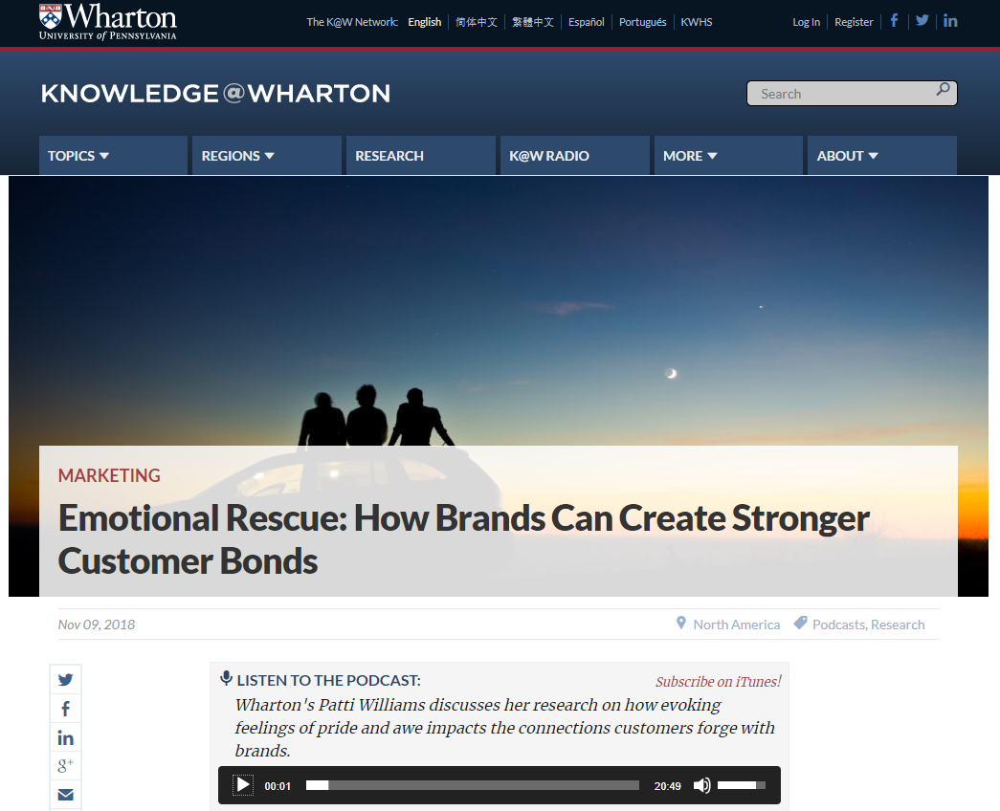 Wharton
UNIVERSITY of PENNSYLVANIA
The K@W Network: English 简体中文 繁體中文 Español Portugués KWHS
Log In Register
KNOWLEDGE@WHARTON
Search
TOPICS
REGIONS
RESEARCH
K@W RADIO
MORE
ABOUT
MARKETING
Emotional Rescue: How Brands Can Create Stronger
Customer Bonds
Nov 09, 2018
North America
Podcasts, Research
LISTEN TO THE PODCAST:
Subscribe on iTunes!
Wharton's Patti Williams discusses her research on how evoking
feelings of pride and awe impacts the connections customers forge with
brands.
00:01
20:49